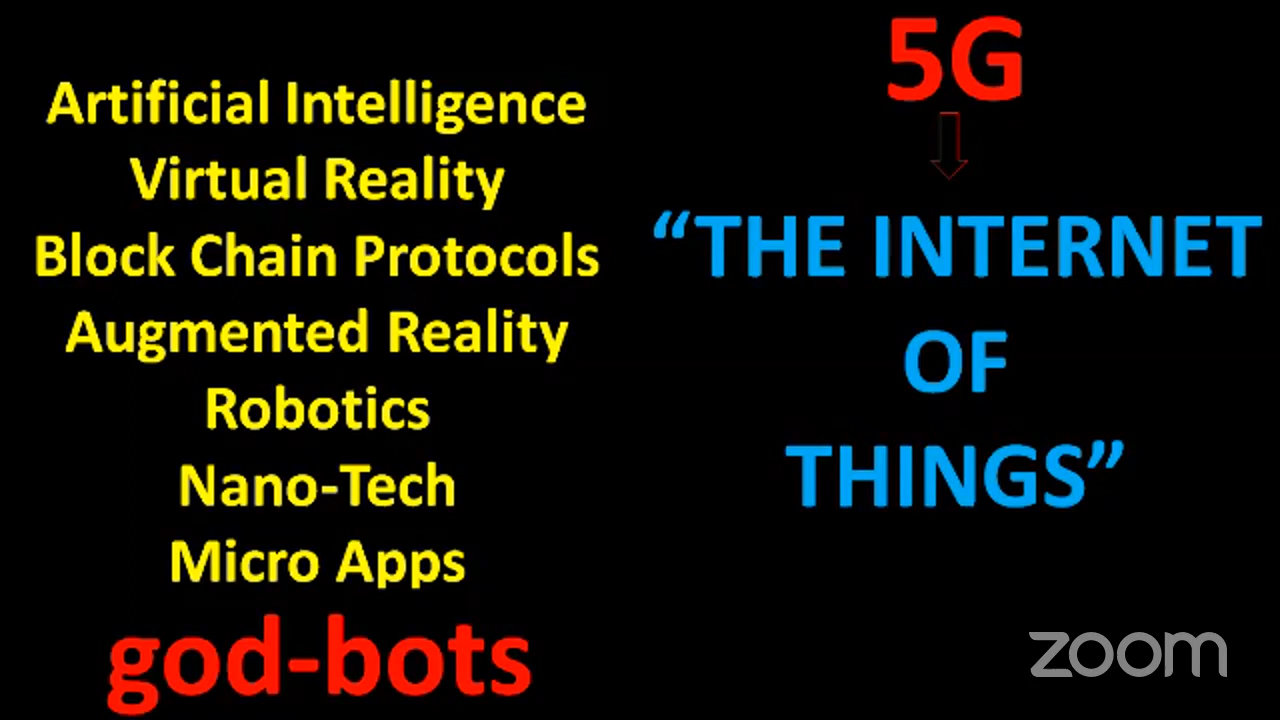 Artificial Intelligence
Virtual Reality
Block Chain Protocols
Augmented Reality
Robotics
Nano-Tech
Micro Apps
god-bots
5G
“THE INTERNET
OF
THINGS”
zoom